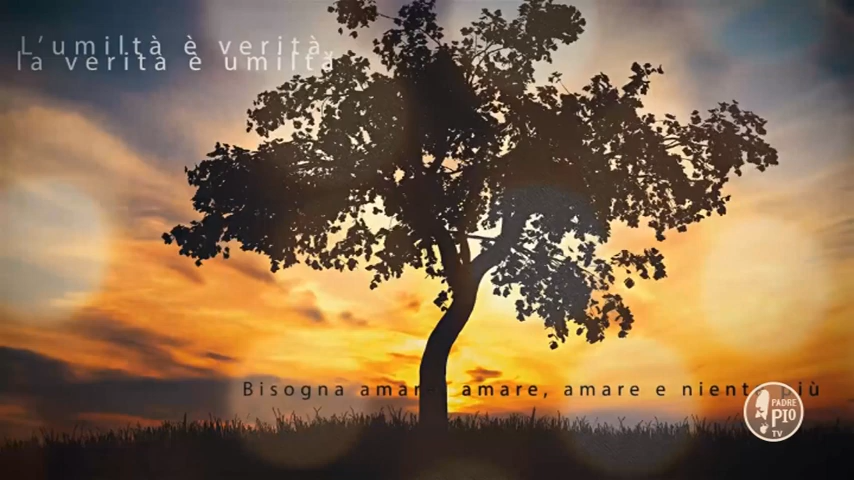 L'umiltà è verità,
la verità è umiltà.
Bisogna amare, amare, amare e niente più
PADRE
PIO
TV